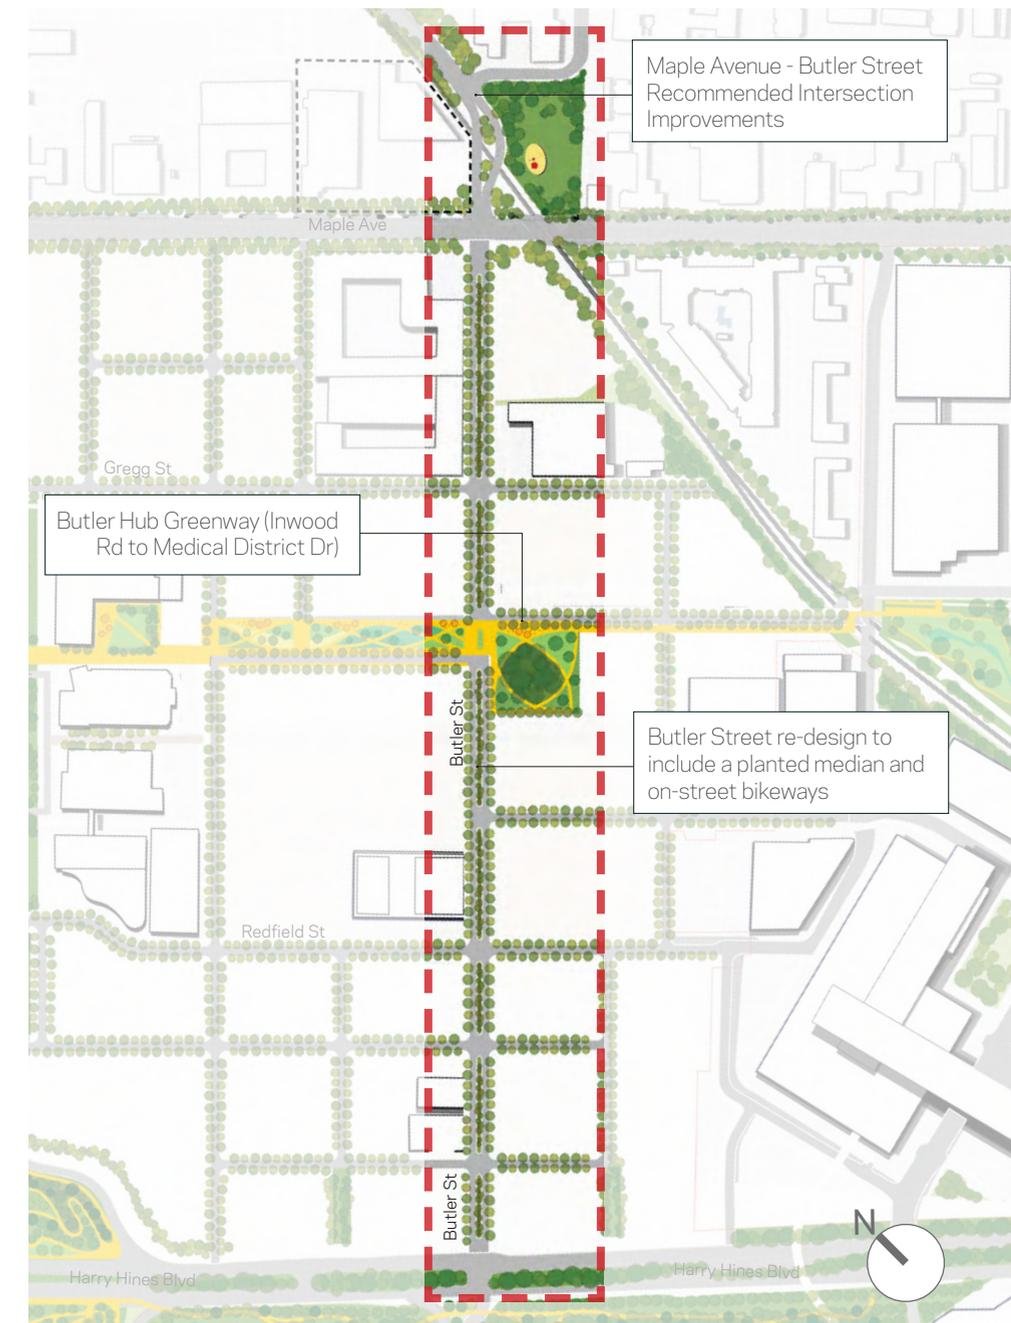 Maple Avenue - Butler Street
Recommended Intersection
Improvements
Maple Ave
Gregg St
Butler Hub Greenway (Inwood
Rd to Medical District Dr)
Butler St
Butler Street re-design to
include a planted median and
on-street bikeways
Redfield St
Butler St
N
Harry Hines Blvd
Harry Hines Blvd